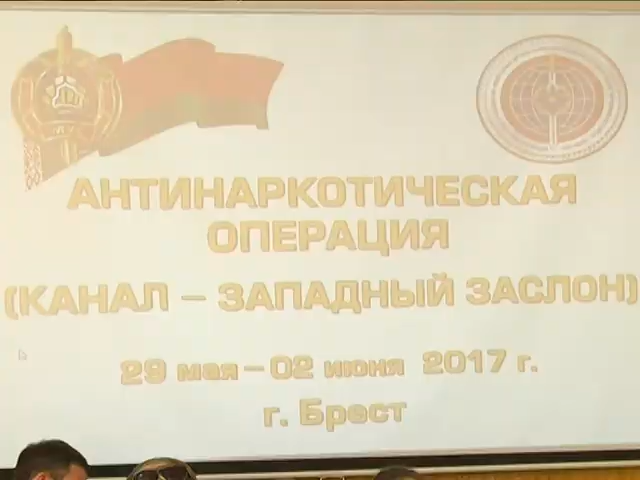 АНТИНАРКОТИЧЕСКАЯ
ОПЕРАЦИЯ
(КАНАЛ – ЗАПАДНЫЙ ЗАСЛОН)
29 мая – 02 июня 2017 г.
г. Брест